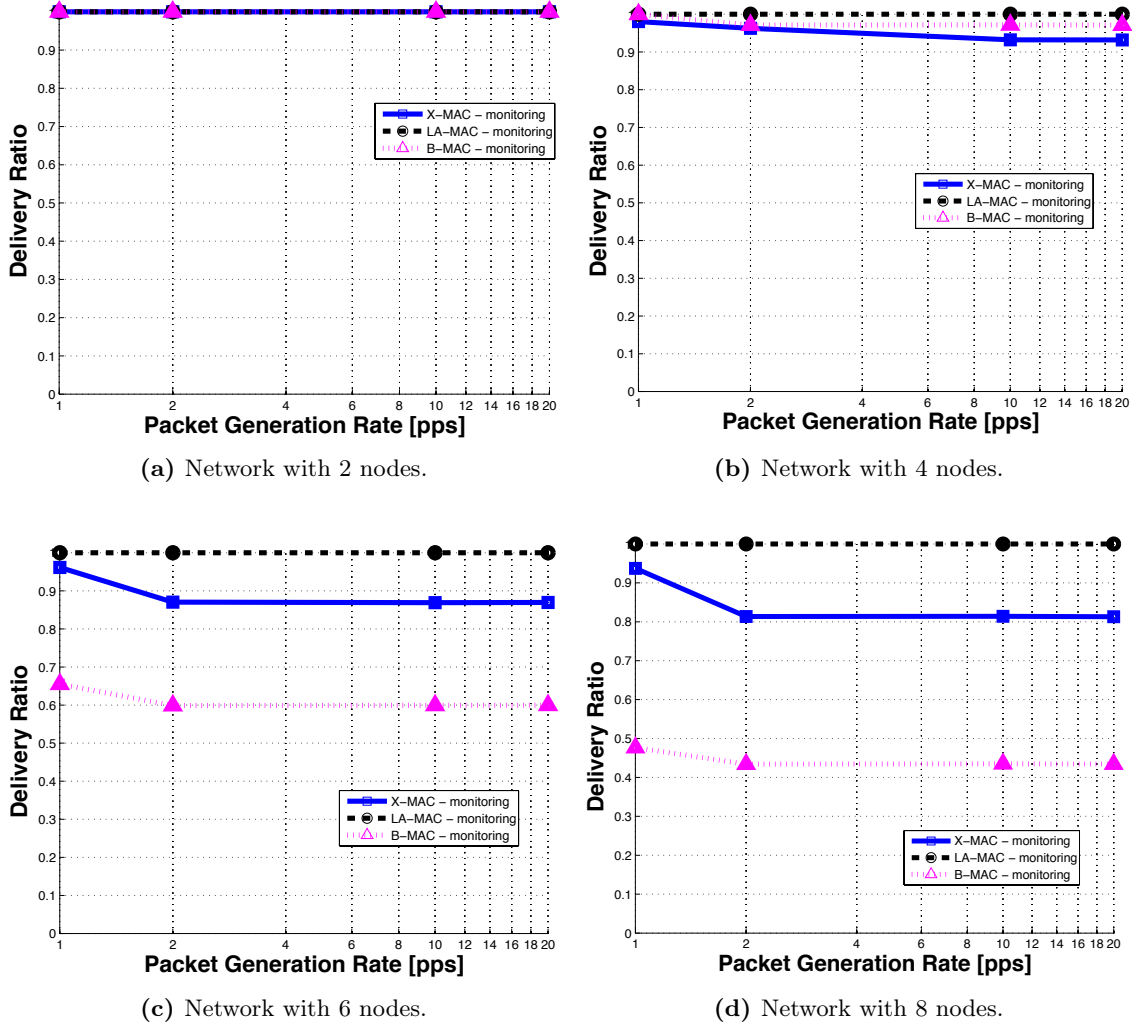 0.9
0.8
0.7
0.6
0.5
0.4
0.3
0.2
0.1
0
Delivery Ratio
X-MAC – monitoring
LA-MAC – monitoring
B-MAC – monitoring
1 2 4 6 8 10 12 14 16 18 20
Packet Generation Rate [pps]
(a) Network with 2 nodes.
0.9
0.8
0.7
0.6
0.5
0.4
0.3
0.2
0.1
0
Delivery Ratio
X-MAC – monitoring
LA-MAC – monitoring
B-MAC – monitoring
1 2 4 6 8 10 12 14 16 18 20
Packet Generation Rate [pps]
(b) Network with 4 nodes.
0.9
0.8
0.7
0.6
0.5
0.4
0.3
0.2
0.1
0
Delivery Ratio
X-MAC – monitoring
LA-MAC – monitoring
B-MAC – monitoring
1 2 4 6 8 10 12 14 16 18 20
Packet Generation Rate [pps]
(c) Network with 6 nodes.
0.9
0.8
0.7
0.6
0.5
0.4
0.3
0.2
0.1
0
Delivery Ratio
X-MAC – monitoring
LA-MAC – monitoring
B-MAC – monitoring
1 2 4 6 8 10 12 14 16 18 20
Packet Generation Rate [pps]
(d) Network with 8 nodes.